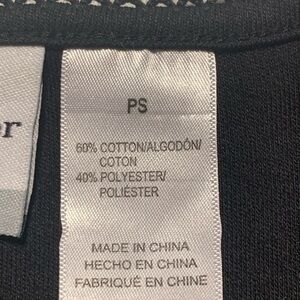 PS
60% COTTON/ALGODÓN/
COTON
40% POLYESTER/
POLIÉSTER
MADE IN CHINA
HECHO EN CHINA
FABRIQUÉ EN CHINE